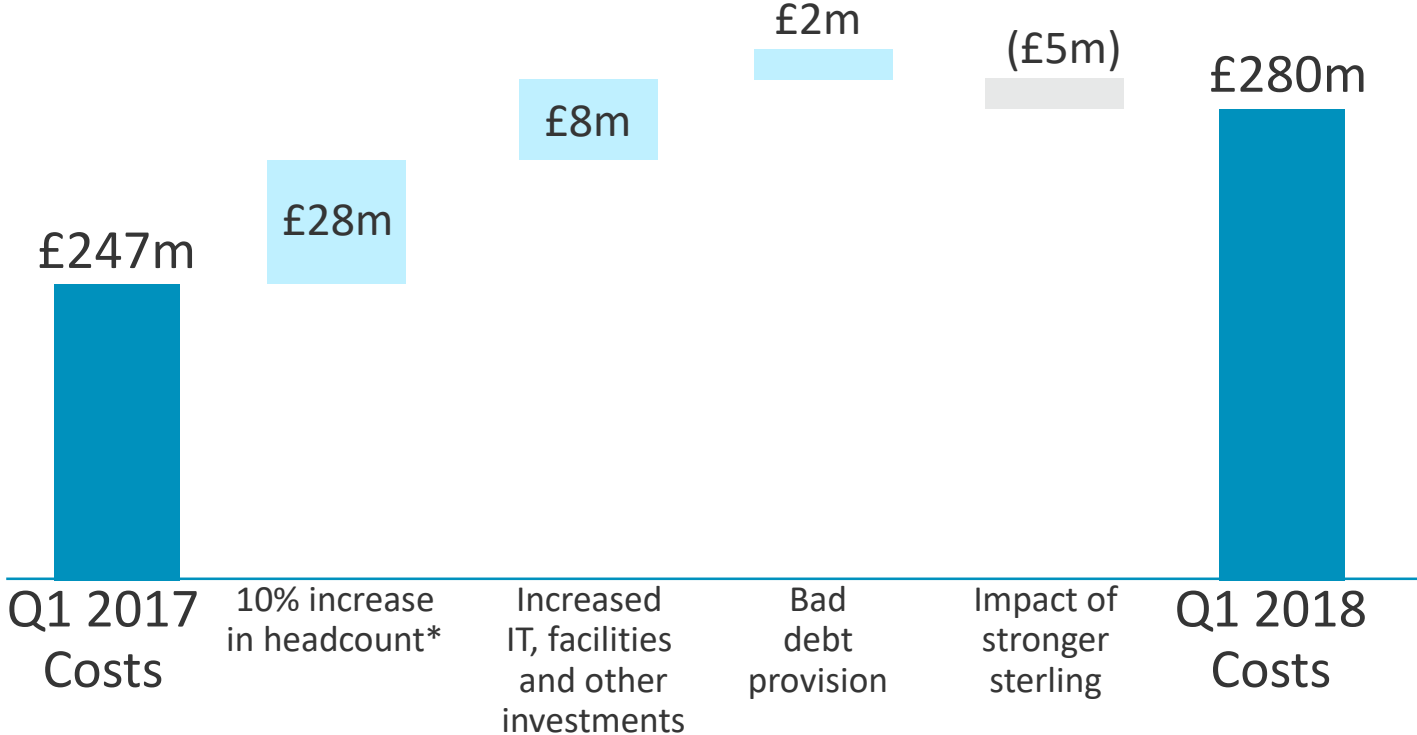 £2m
(£5m)
£280m
£8m
£28m
£247m
Q1 2017
Costs
10% increase
in headcount*
Increased
IT, facilities
and other
investments
Bad
debt
provision
Impact of
stronger
sterling
Q1 2018
Costs